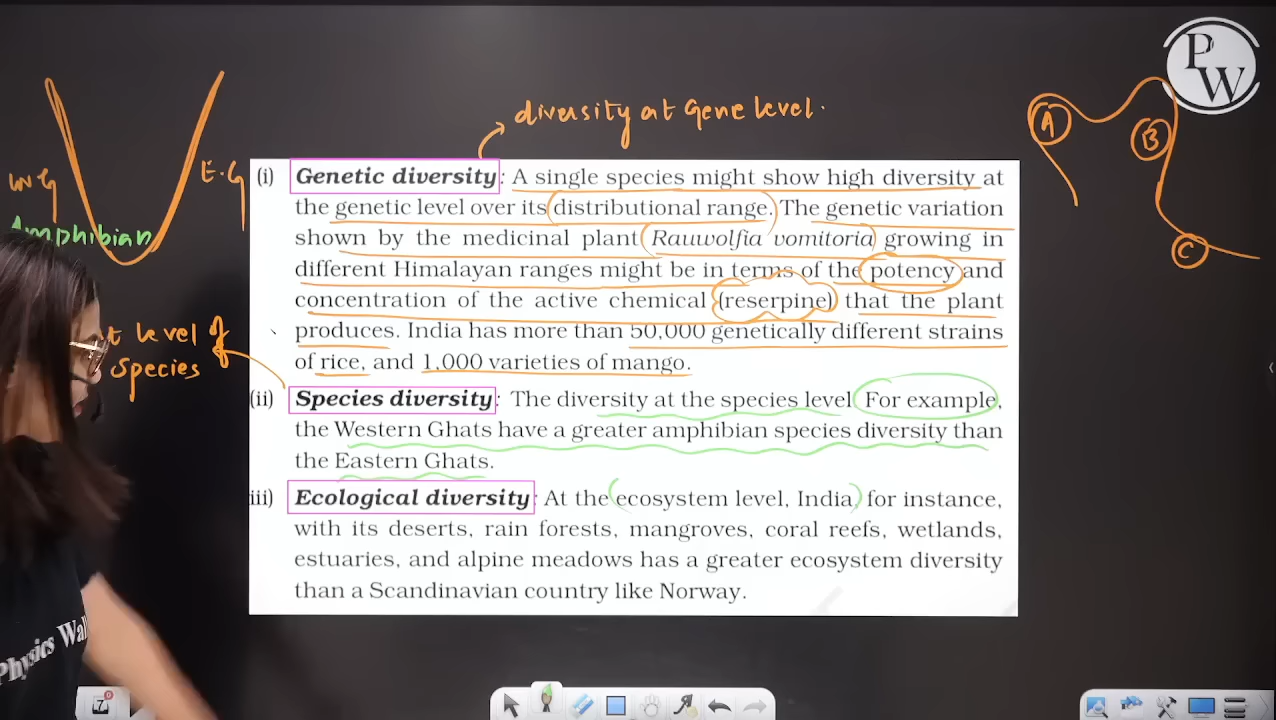 P
W
diversity at Gene level.
W.G
E.G
Amphibian
A
B
C
t level of
species
(i) Genetic diversity: A single species might show high diversity at
the genetic level over its distributional range. The genetic variation
shown by the medicinal plant Rauwolfia vomitoria growing in
different Himalayan ranges might be in terms of the potency and
concentration of the active chemical (reserpine) that the plant
produces. India has more than 50,000 genetically different strains
of rice, and 1,000 varieties of mango.
(ii) Species diversity: The diversity at the species level For example,
the Western Ghats have a greater amphibian species diversity than
the Eastern Ghats.
iii) Ecological diversity: At the ecosystem level, India, for instance,
with its deserts, rain forests, mangroves, coral reefs, wetlands,
estuaries, and alpine meadows has a greater ecosystem diversity
than a Scandinavian country like Norway.
Physics Wal
7